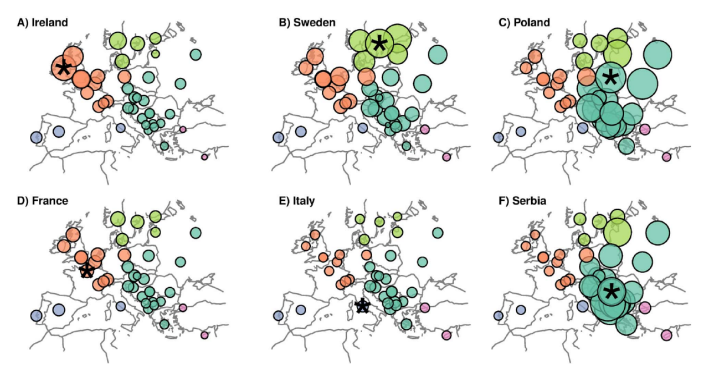 A) Ireland
B) Sweden
C) Poland
D) France
E) Italy
F) Serbia